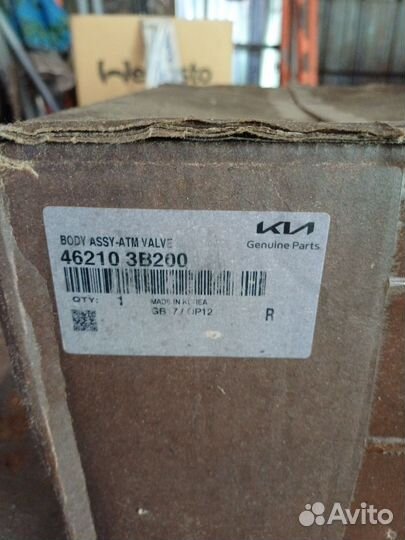 BODY ASSY-ATM VALVE
KIA
Genuine Parts
46210 3B200
QTY: 1
MADE IN KOREA
R
Avito